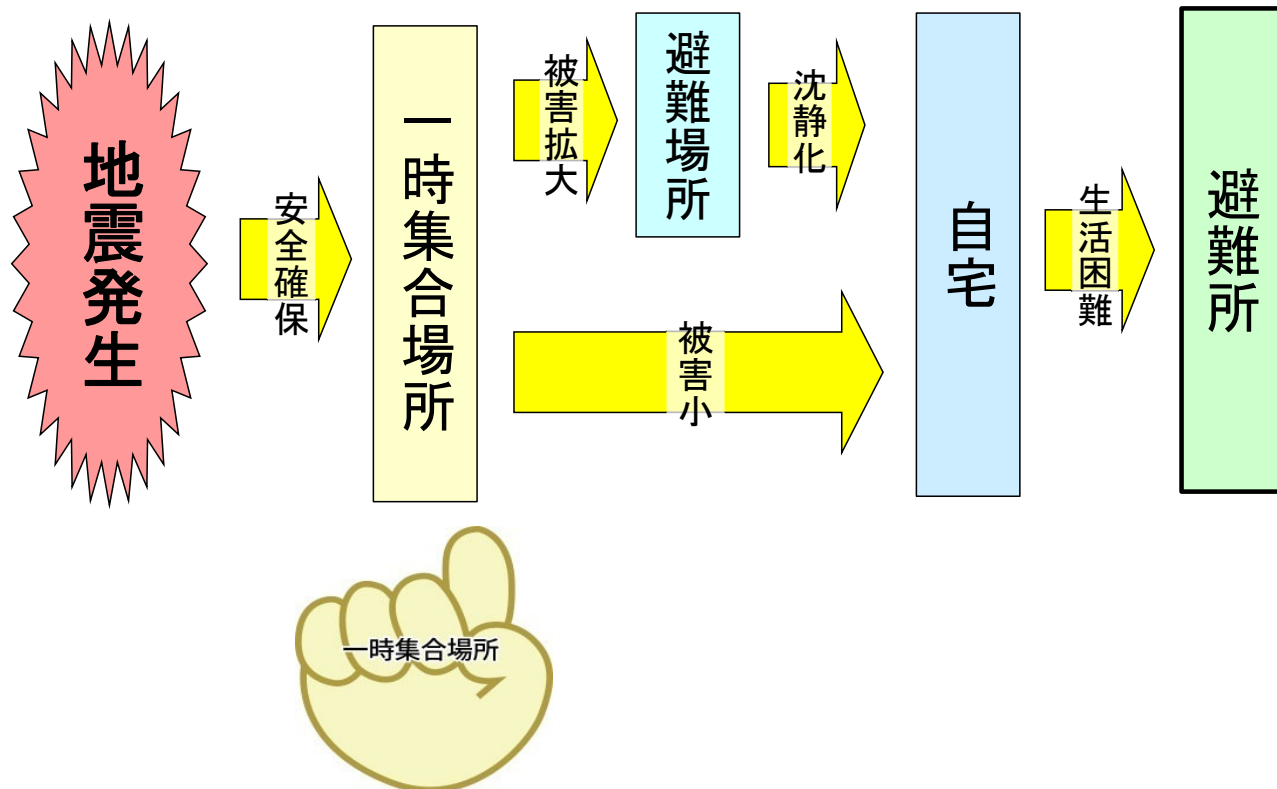 地震発生
安全確保
一時集合場所
被害拡大
避難場所
沈静化
被害小
自宅
生活困難
避難所
一時集合場所